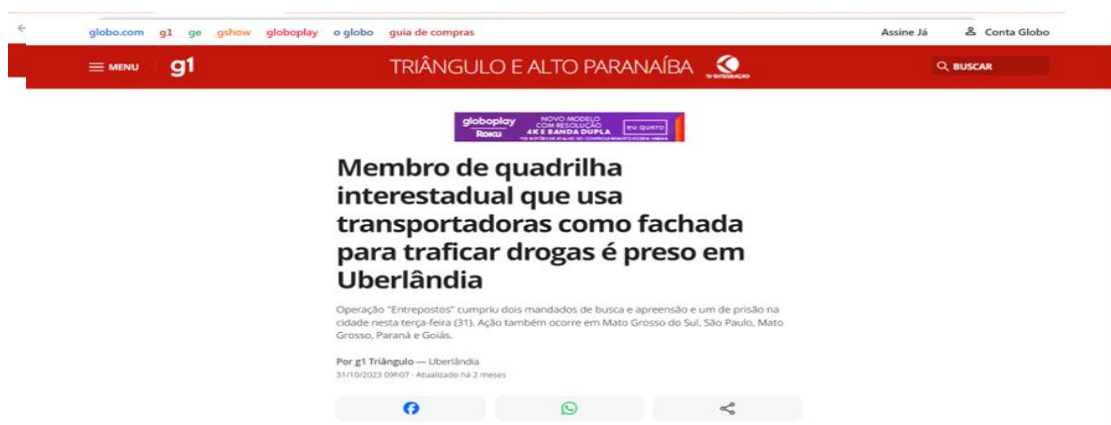 globo.com g1 ge gshow globoplay o globo guia de compras Assine Já Conta Globo
MENU g1 TRIÂNGULO E ALTO PARANAÍBA BUSCAR
TV INTEGRAÇÃO
globoplay NOVO MODELO
COM RESOLUÇÃO
Roku 4K E BANDA DUPLA eu quero
Membro de quadrilha
interestadual que usa
transportadoras como fachada
para traficar drogas é preso em
Uberlândia
Operação "Entrepostos" cumpriu dois mandados de busca e apreensão e um de prisão na
cidade nesta terça-feira (31). Ação também ocorre em Mato Grosso do Sul, São Paulo, Mato
Grosso, Paraná e Goiás.
Por g1 Triângulo — Uberlândia
31/10/2023 09h07 · Atualizado há 2 meses